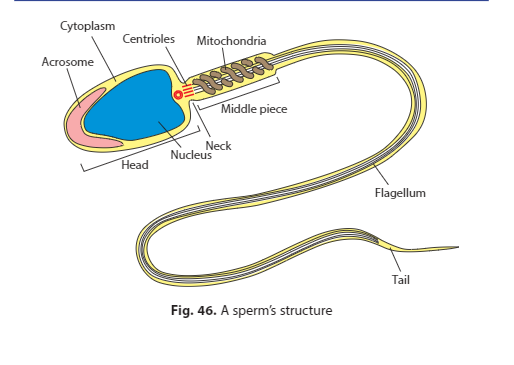 Cytoplasm
Centrioles
Mitochondria
Acrosome
Middle piece
Neck
Nucleus
Head
Flagellum
Tail
Fig. 46. A sperm's structure